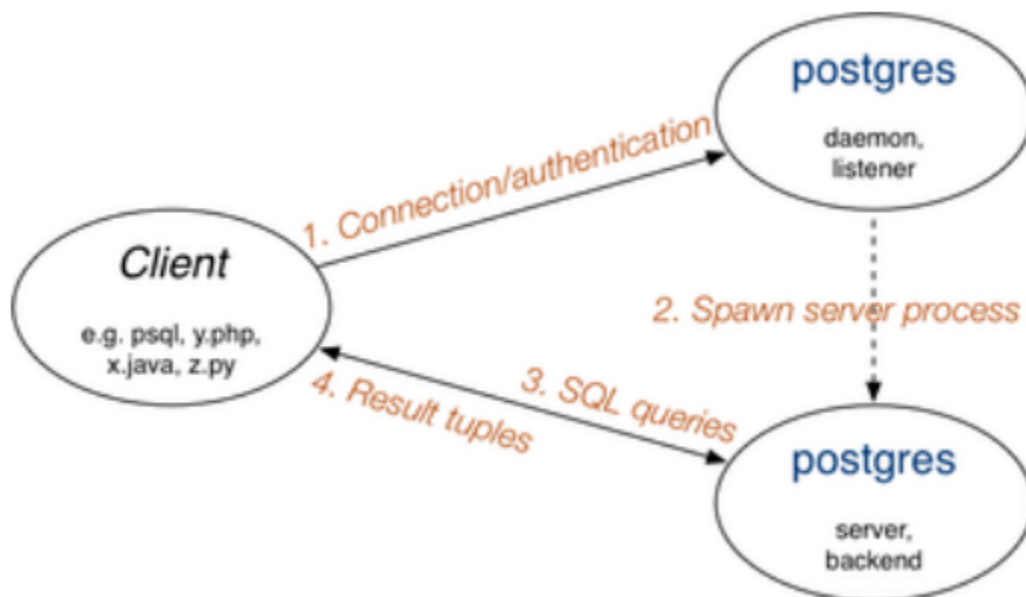 postgres
daemon,
listener
1. Connection/authentication
Client
e.g. psql, y.php,
x.java, z.py
2. Spawn server process
3. SQL queries
4. Result tuples
postgres
server,
backend